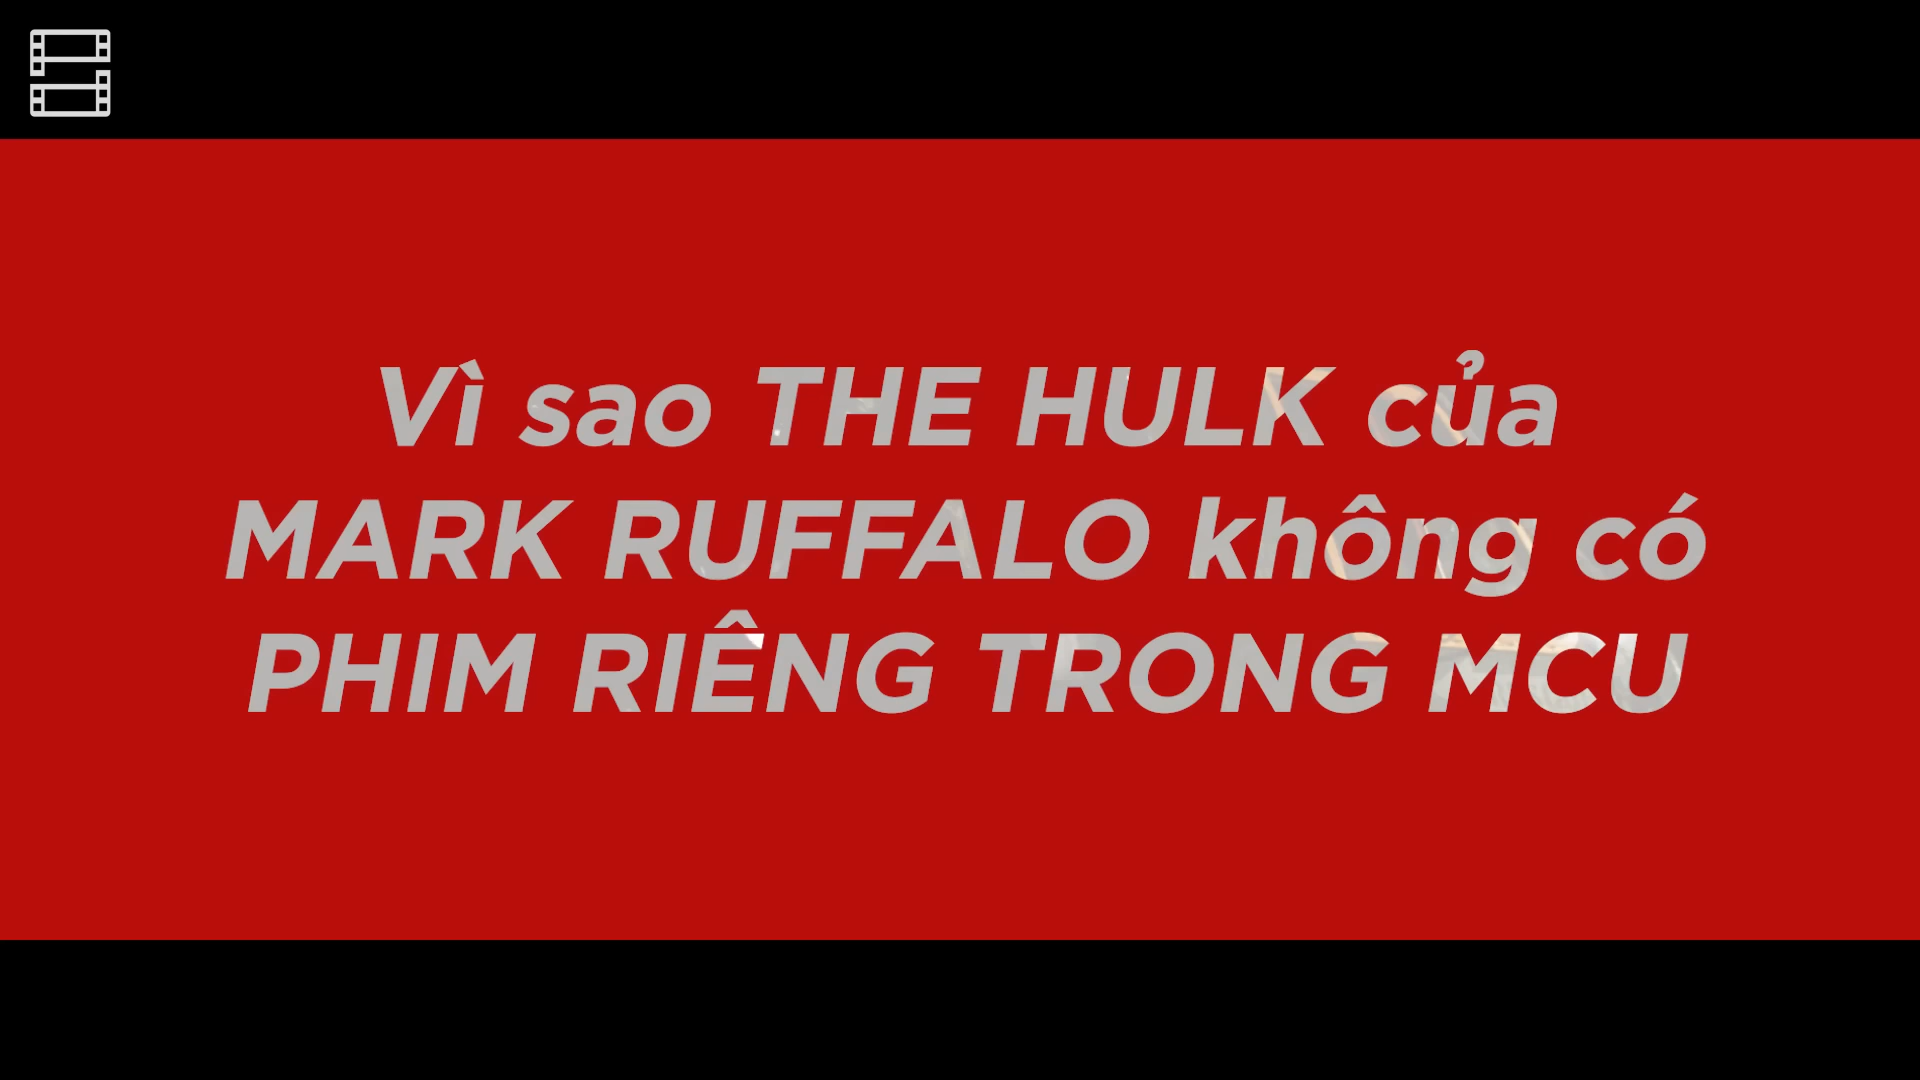 Vì sao THE HULK của
MARK RUFFALO không có
PHIM RIÊNG TRONG MCU